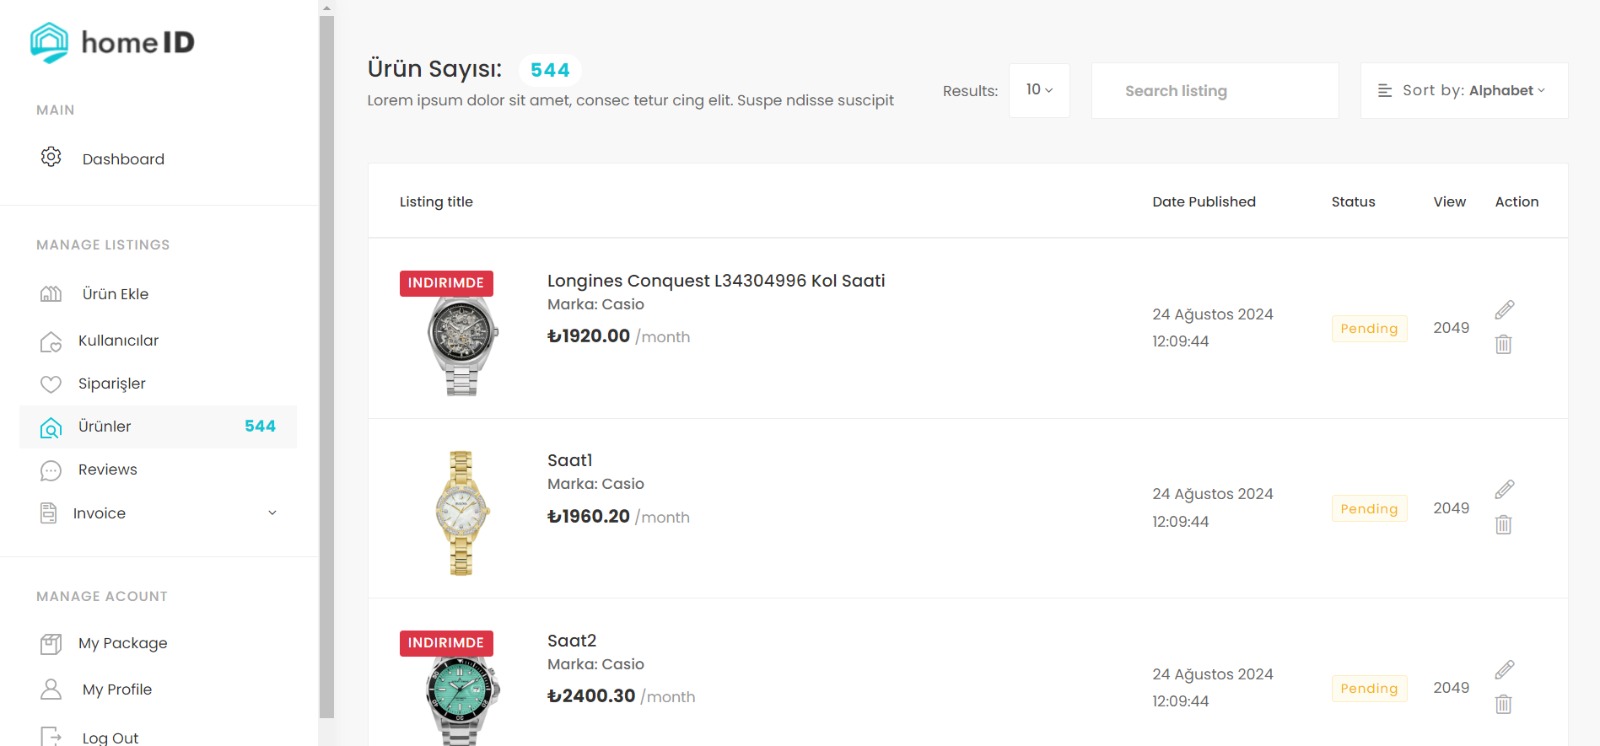 homeID
MAIN
Dashboard
MANAGE LISTINGS
Ürün Ekle
Kullanıcılar
Siparişler
Ürünler 544
Reviews
Invoice
MANAGE ACOUNT
My Package
My Profile
Log Out
Ürün Sayısı: 544
Lorem ipsum dolor sit amet, consec tetur cing elit. Suspe ndisse suscipit
Results: 10
Search listing
Sort by: Alphabet
Listing title Date Published Status View Action
INDIRIMDE
Longines Conquest L34304996 Kol Saati
Marka: Casio
₺1920.00 /month
24 Ağustos 2024
12:09:44
Pending
2049
Saat1
Marka: Casio
₺1960.20 /month
24 Ağustos 2024
12:09:44
Pending
2049
INDIRIMDE
Saat2
Marka: Casio
₺2400.30 /month
24 Ağustos 2024
12:09:44
Pending
2049